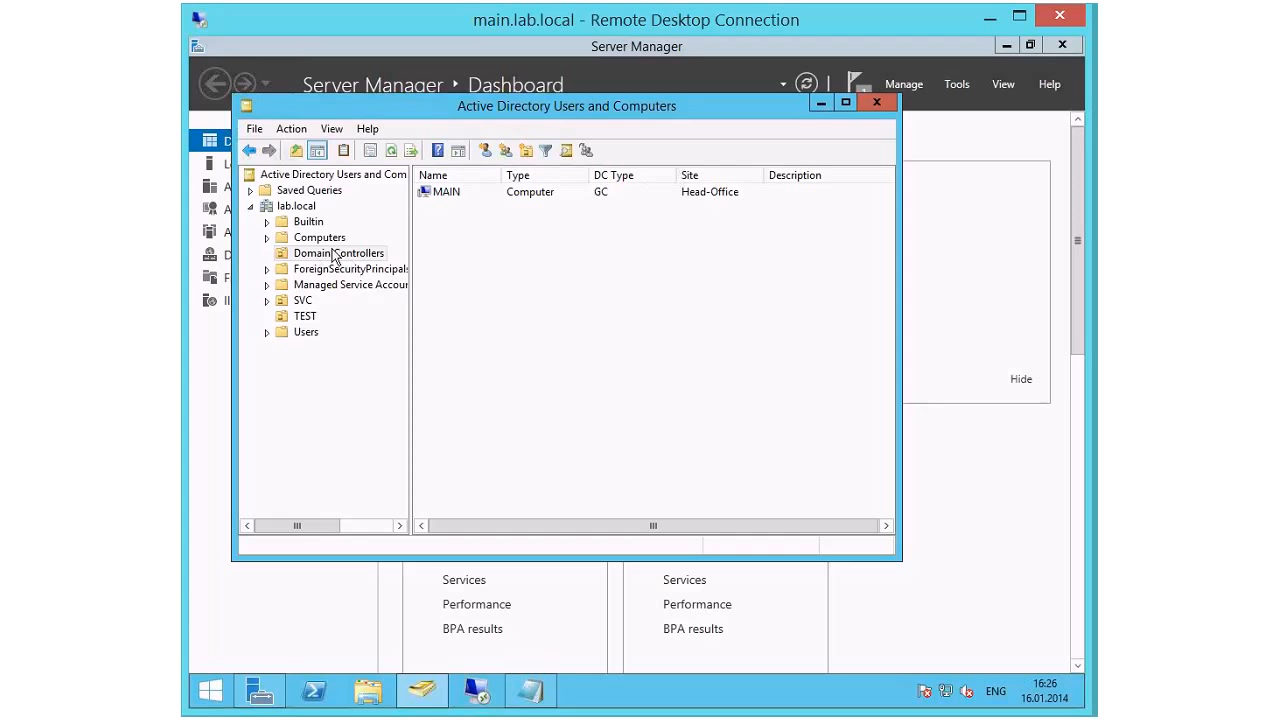 main.lab.local - Remote Desktop Connection
Server Manager
Server Manager
Dashboard
Manage
Tools
View
Help
Active Directory Users and Computers
File
Action
View
Help
Active Directory Users and Com
Saved Queries
lab.local
Builtin
Computers
Domain Controllers
ForeignSecurityPrincipals
Managed Service Accour
SVC
TEST
Users
Name
Type
DC Type
Site
Description
MAIN
Computer
GC
Head-Office
Hide
Services
Performance
BPA results
Services
Performance
BPA results
ENG
16:26
16.01.2014